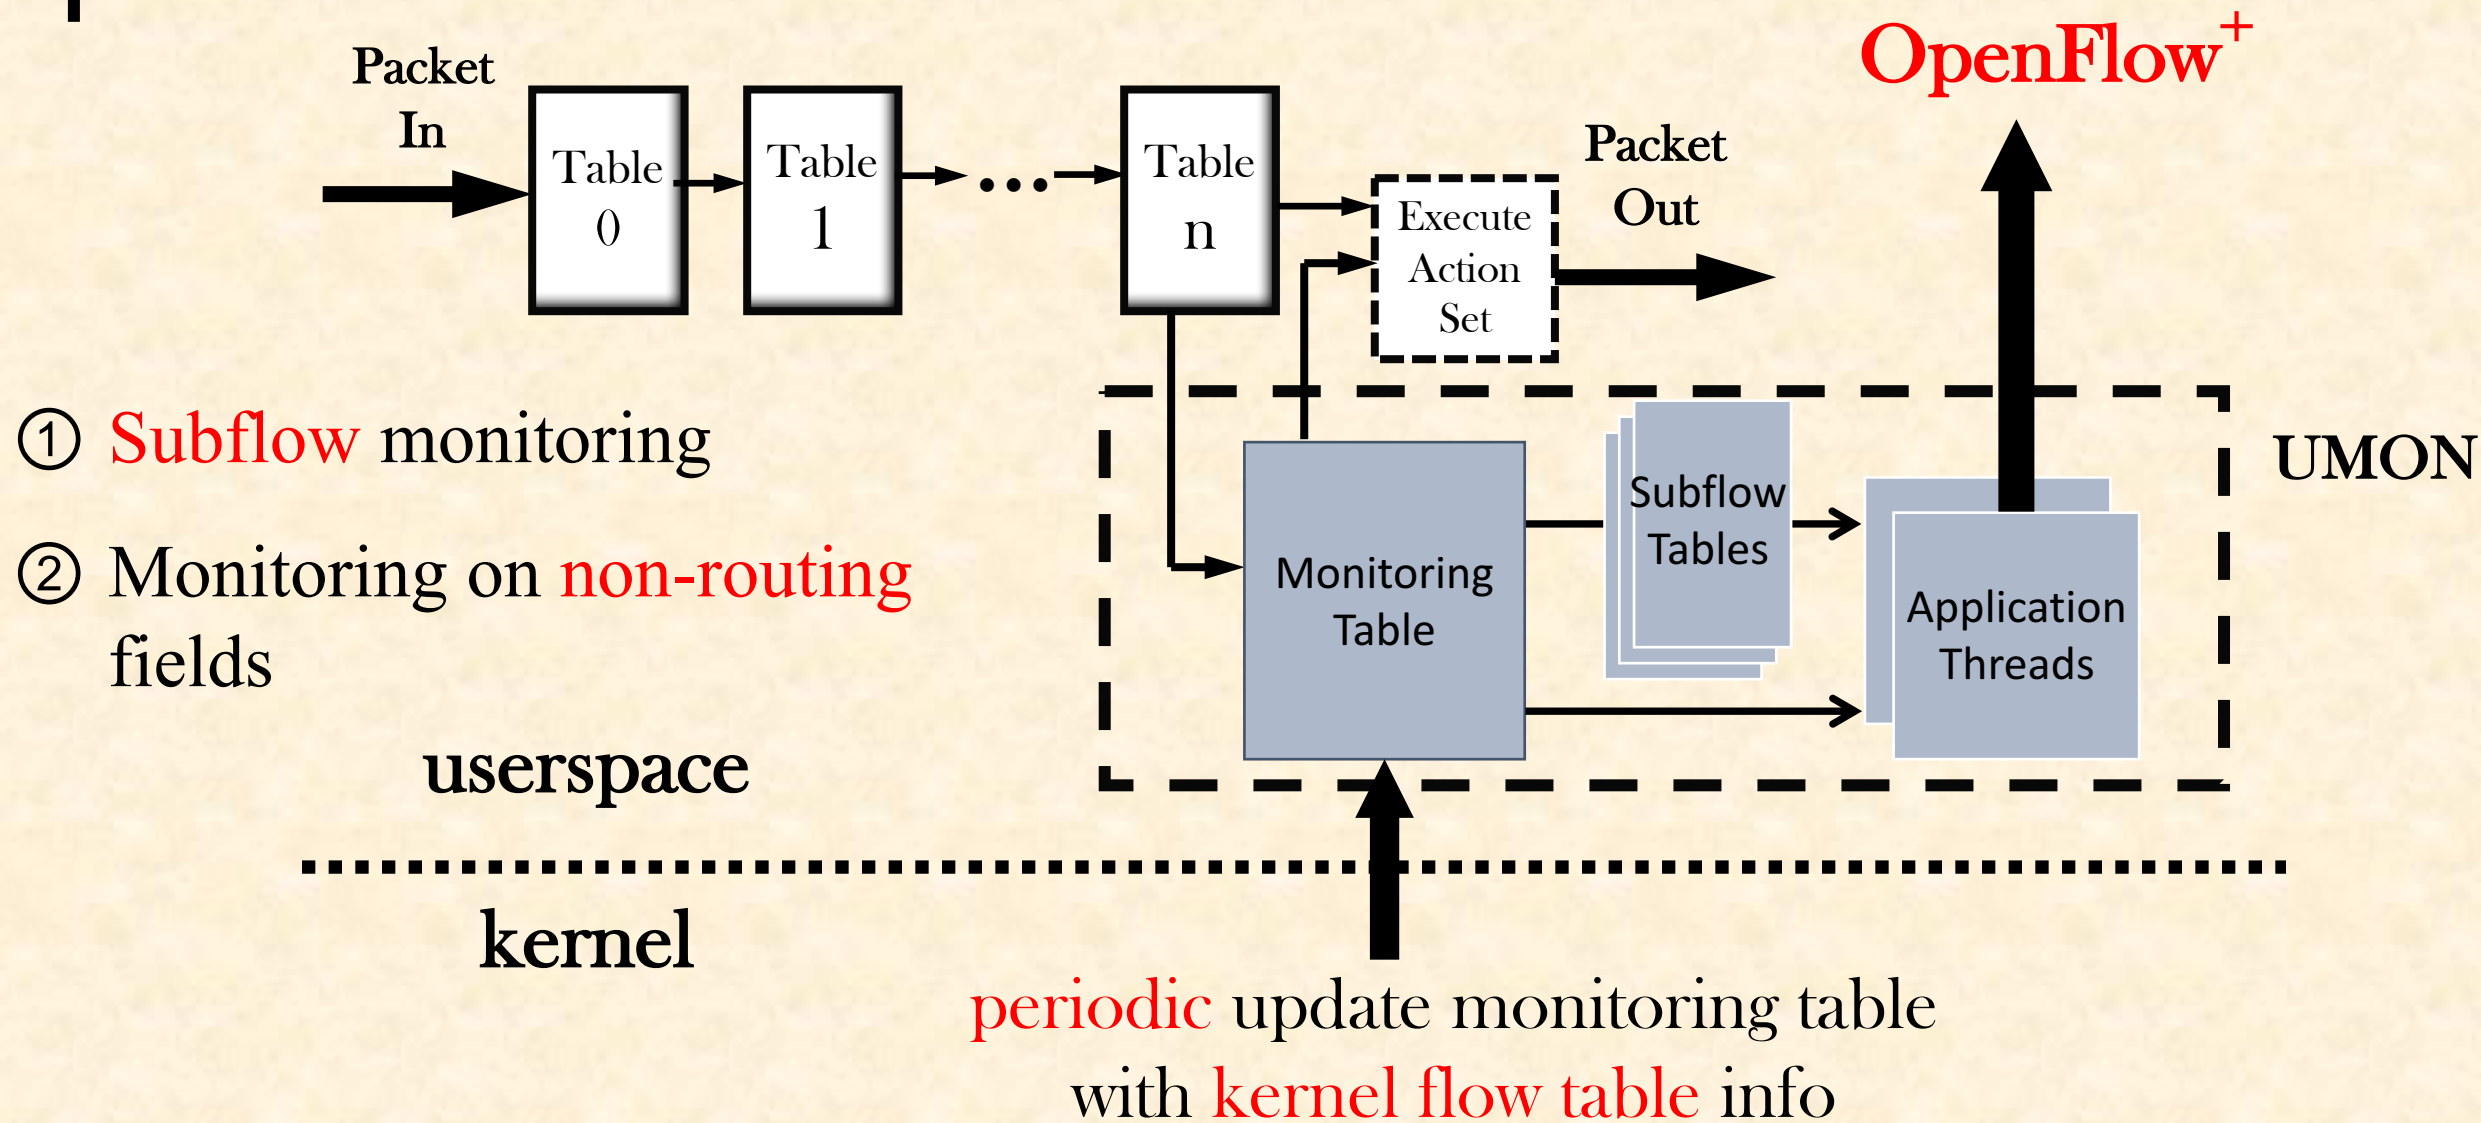 OpenFlow+
Packet
In
Table
0
Table
1
...
Table
n
Execute
Action
Set
Packet
Out
① Subflow monitoring
② Monitoring on non-routing
fields
UMON
Monitoring
Table
Subflow
Tables
Application
Threads
userspace
kernel
periodic update monitoring table
with kernel flow table info